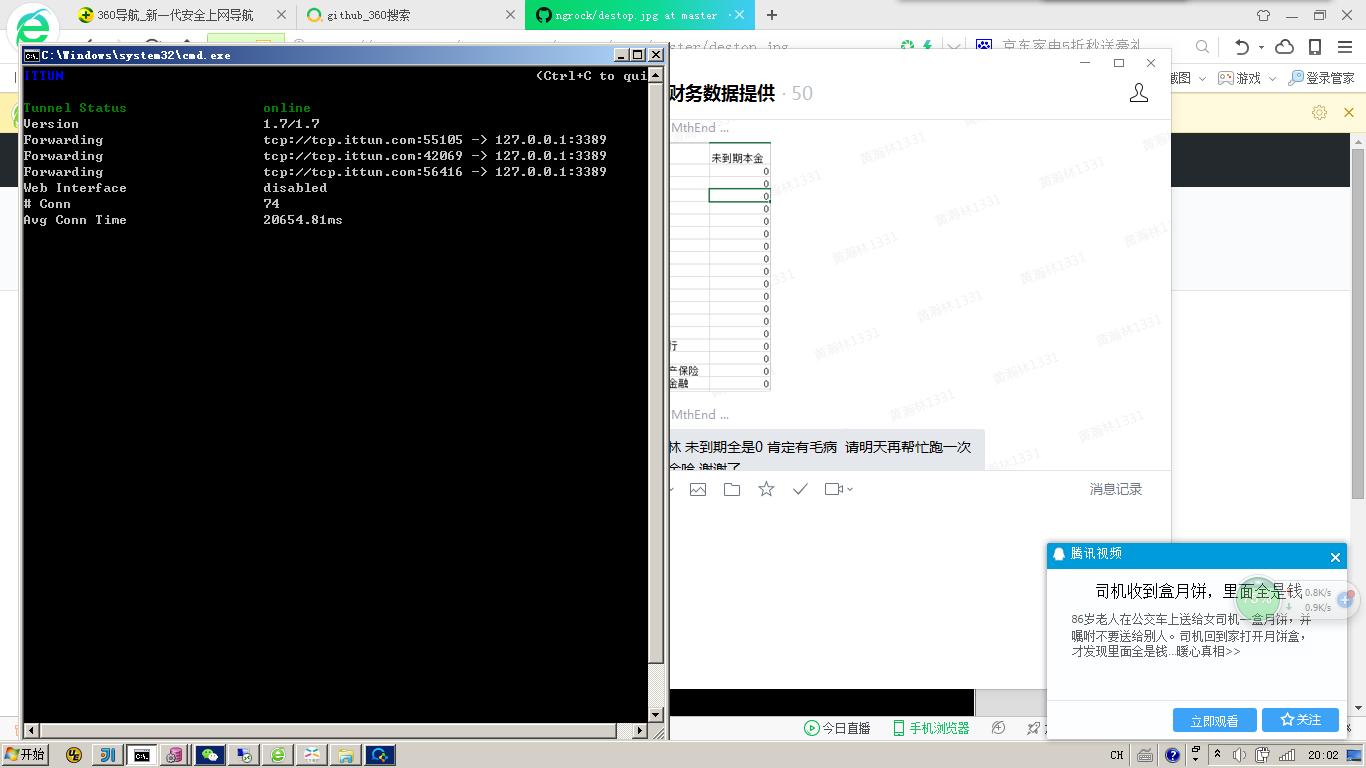 360导航_新一代安全上网导航
github_360搜索
ngrock/destop.jpg at master
ter/destop.jpg
京东家电5折秒送豪礼
截图
游戏
登录管家
C:\Windows\system32\cmd.exe
ITTUN (Ctrl+C to qui
Tunnel Status online
Version 1.7/1.7
Forwarding tcp://tcp.ittun.com:55105 -> 127.0.0.1:3389
Forwarding tcp://tcp.ittun.com:42069 -> 127.0.0.1:3389
Forwarding tcp://tcp.ittun.com:56416 -> 127.0.0.1:3389
Web Interface disabled
# Conn 74
Avg Conn Time 20654.81ms
财务数据提供 · 50
MthEnd ...
未到期本金
0
0
0
0
0
0
0
0
0
0
0
0
0
0
行 0
0
产保险 0
金融 0
黄瀚林1331
MthEnd ...
林 未到期全是0 肯定有毛病 请明天再帮忙跑一次
金哈 谢谢了
消息记录
腾讯视频
司机收到盒月饼，里面全是钱
86岁老人在公交车上送给女司机一盒月饼，并
嘱咐不要送给别人。司机回到家打开月饼盒，
才发现里面全是钱...暖心真相>>
0.8K/s
0.9K/s
立即观看
关注
今日直播
手机浏览器
开始
CH
20:02